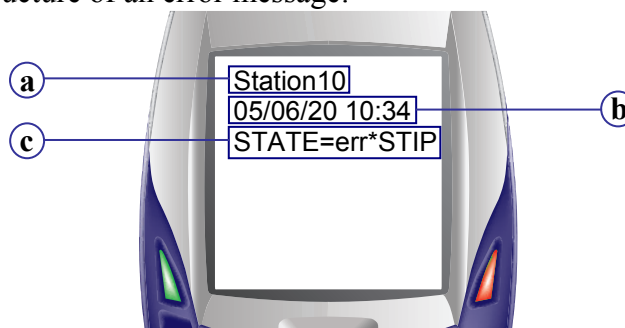 ucture of an error message:
a
Station10
05/06/20 10:34
b
c
STATE=err*STIP